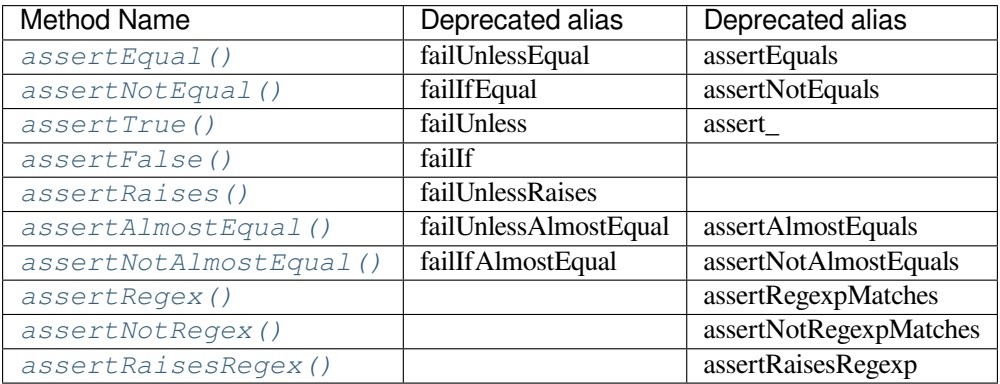 Method Name Deprecated alias Deprecated alias
assertEqual() failUnlessEqual assertEquals
assertNotEqual() failIfEqual assertNotEquals
assertTrue() failUnless assert_
assertFalse() failIf
assertRaises() failUnlessRaises
assertAlmostEqual() failUnlessAlmostEqual assertAlmostEquals
assertNotAlmostEqual() failIfAlmostEqual assertNotAlmostEquals
assertRegex() assertRegexpMatches
assertNotRegex() assertNotRegexpMatches
assertRaisesRegex() assertRaisesRegexp